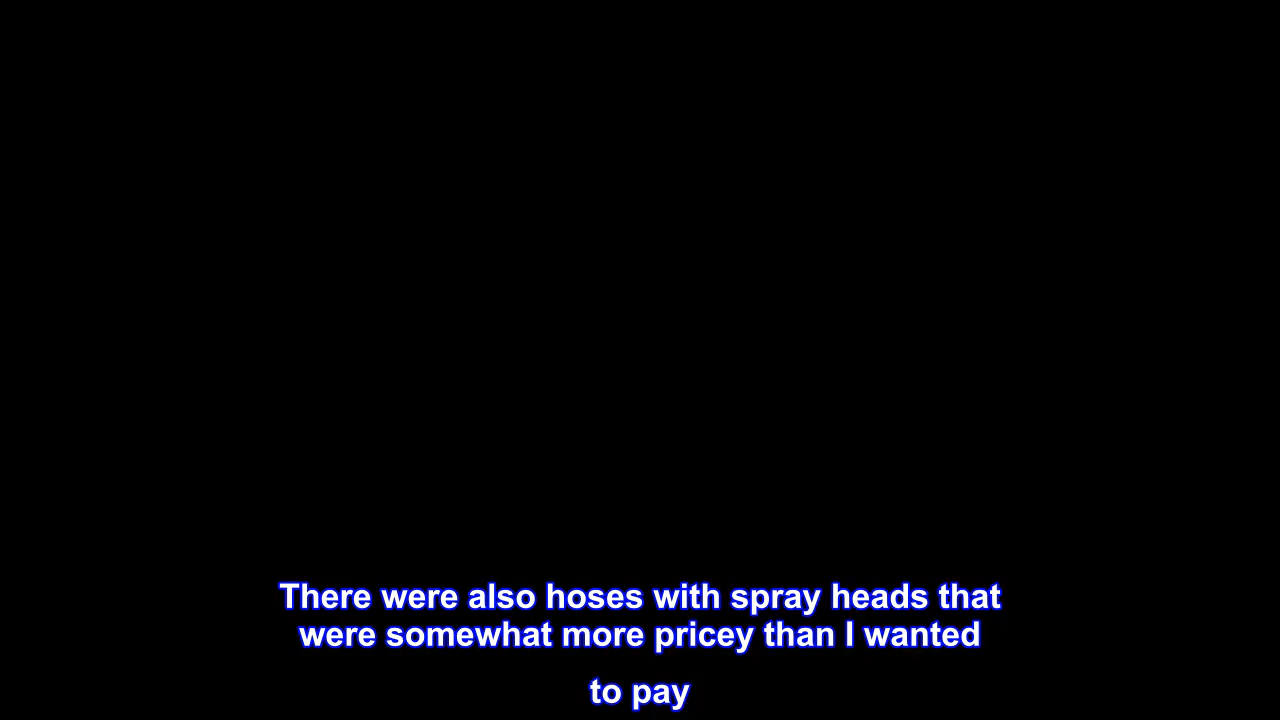 There were also hoses with spray heads that
were somewhat more pricey than I wanted
to pay